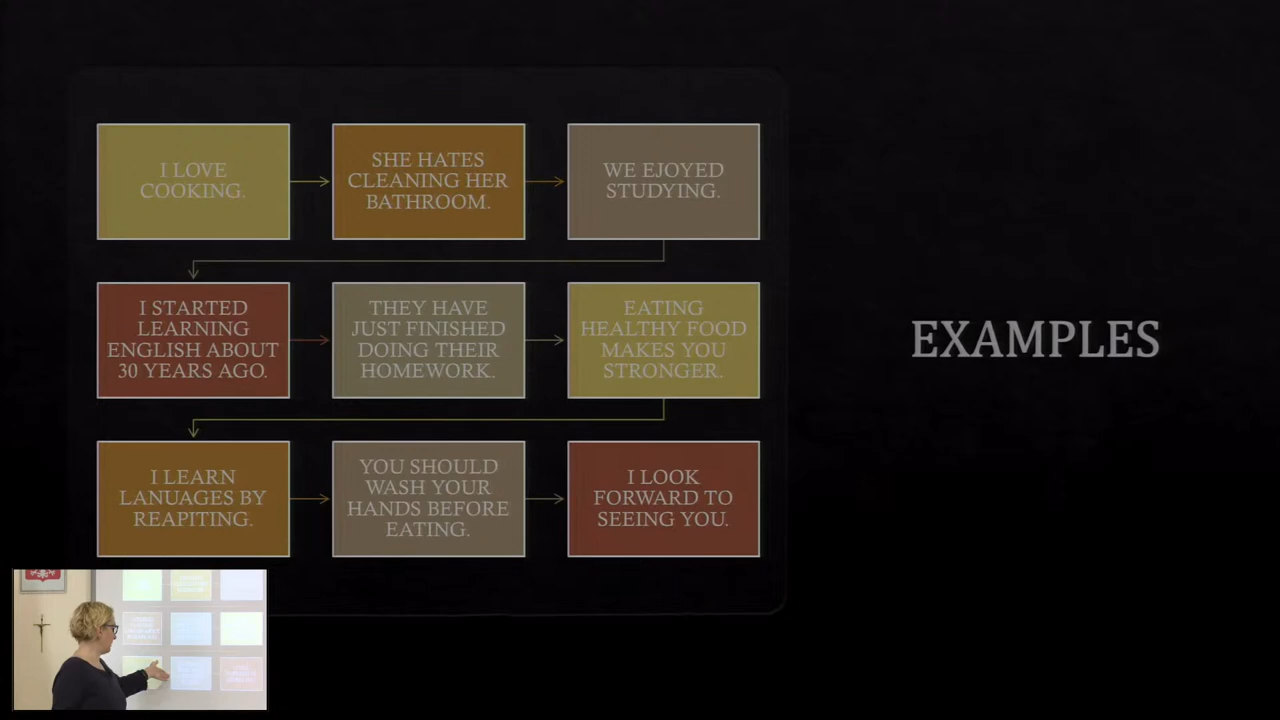 I LOVE
COOKING.
SHE HATES
CLEANING HER
BATHROOM.
WE EJOYED
STUDYING.
I STARTED
LEARNING
ENGLISH ABOUT
30 YEARS AGO.
THEY HAVE
JUST FINISHED
DOING THEIR
HOMEWORK.
EATING
HEALTHY FOOD
MAKES YOU
STRONGER.
I LEARN
LANUAGES BY
REAPITING.
YOU SHOULD
WASH YOUR
HANDS BEFORE
EATING.
I LOOK
FORWARD TO
SEEING YOU.
EXAMPLES